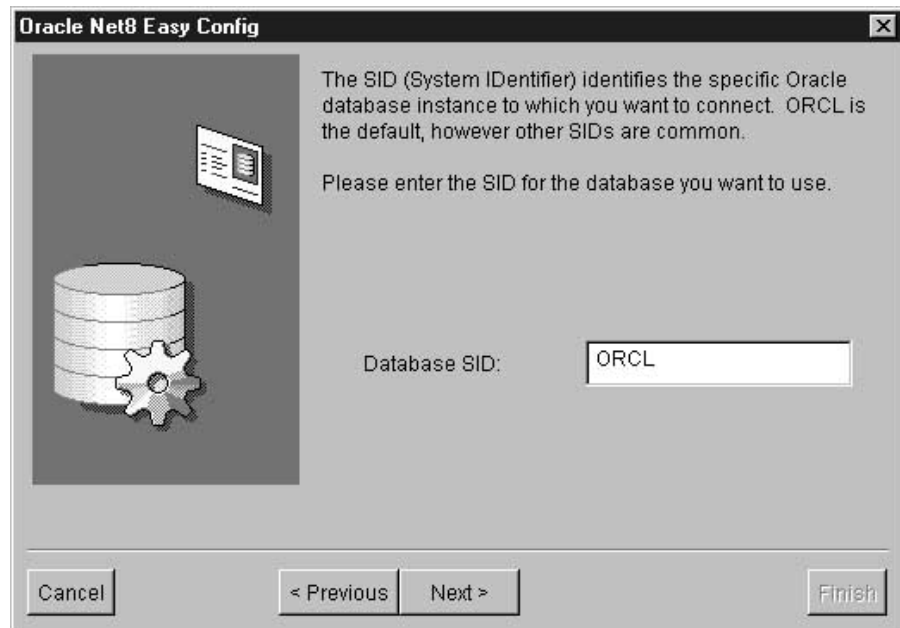 Oracle Net8 Easy Config
The SID (System IDentifier) identifies the specific Oracle
database instance to which you want to connect. ORCL is
the default, however other SIDs are common.
Please enter the SID for the database you want to use.
Database SID: ORCL
Cancel < Previous Next > Finish